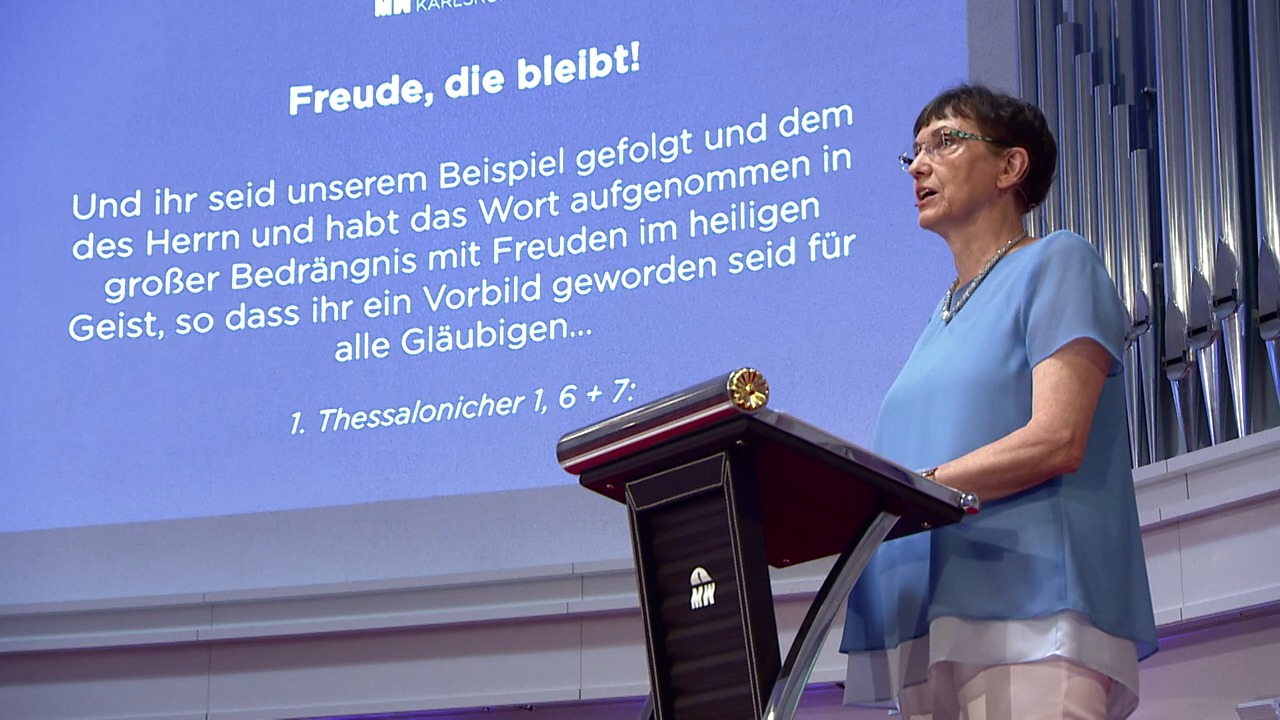 MW
Freude, die bleibt!
Und ihr seid unserem Beispiel gefolgt und dem
des Herrn und habt das Wort aufgenommen in
großer Bedrängnis mit Freuden im heiligen
Geist, so dass ihr ein Vorbild geworden seid für
alle Gläubigen...
1. Thessalonicher 1, 6 + 7:
MW